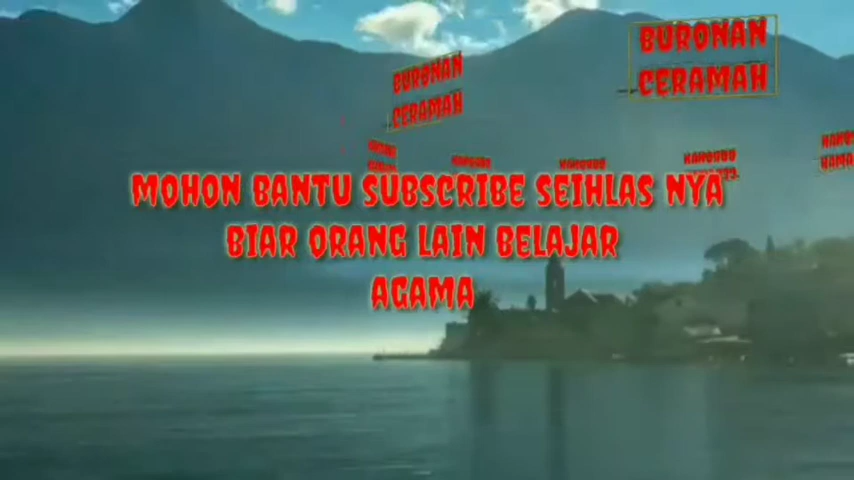 BURONAN
CERAMAH
BURONAN
CERAMAH
MOHON BANTU SUBSCRIBE SEIHLAS NYA
BIAR ORANG LAIN BELAJAR
AGAMA